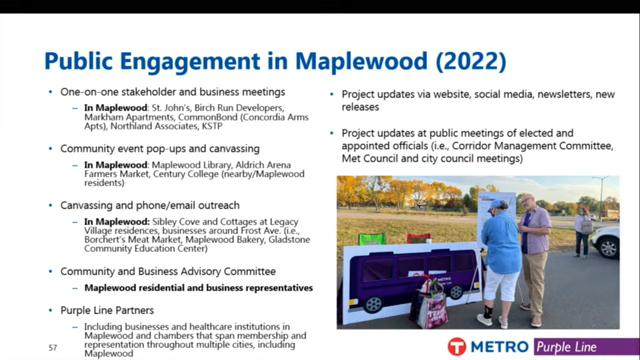 Public Engagement in Maplewood (2022)
• One-on-one stakeholder and business meetings
– In Maplewood: St. John's, Birch Run Developers,
Markham Apartments, CommonBond (Concordia Arms
Apts), Northland Associates, KSTP
• Community event pop-ups and canvassing
– In Maplewood: Maplewood Library, Aldrich Arena
Farmers Market, Century College (nearby/Maplewood
residents)
• Canvassing and phone/email outreach
– In Maplewood: Sibley Cove and Cottages at Legacy
Village residences, businesses around Frost Ave. (i.e.,
Borchert's Meat Market, Maplewood Bakery, Gladstone
Community Education Center)
• Community and Business Advisory Committee
– Maplewood residential and business representatives
• Purple Line Partners
– Including businesses and healthcare institutions in
Maplewood and chambers that span membership and
representation throughout multiple cities, including
Maplewood
• Project updates via website, social media, newsletters, new
releases
• Project updates at public meetings of elected and
appointed officials (i.e., Corridor Management Committee,
Met Council and city council meetings)
57
T METRO Purple Line